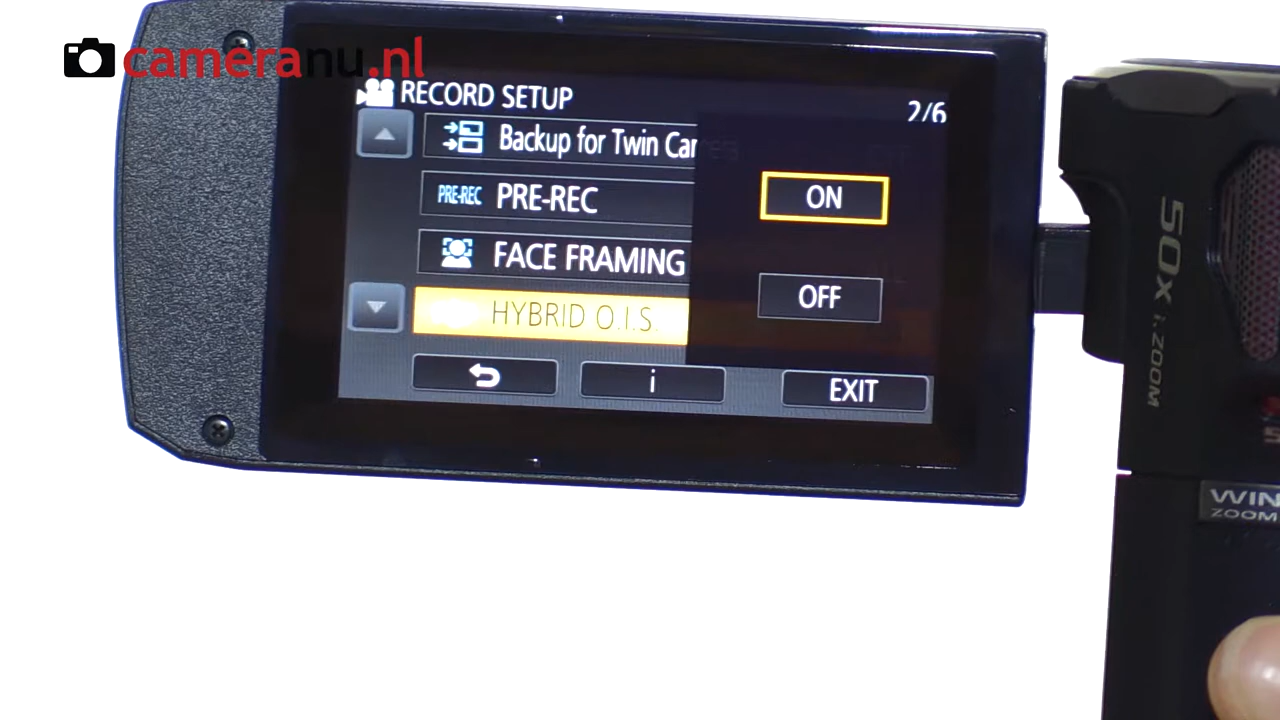 cameranu.nl
RECORD SETUP
2/6
Backup for Twin Cam
PRE-REC PRE-REC
FACE FRAMING
HYBRID O.I.S.
ON
OFF
i
EXIT
50x i.ZOOM
WIN
ZOOM